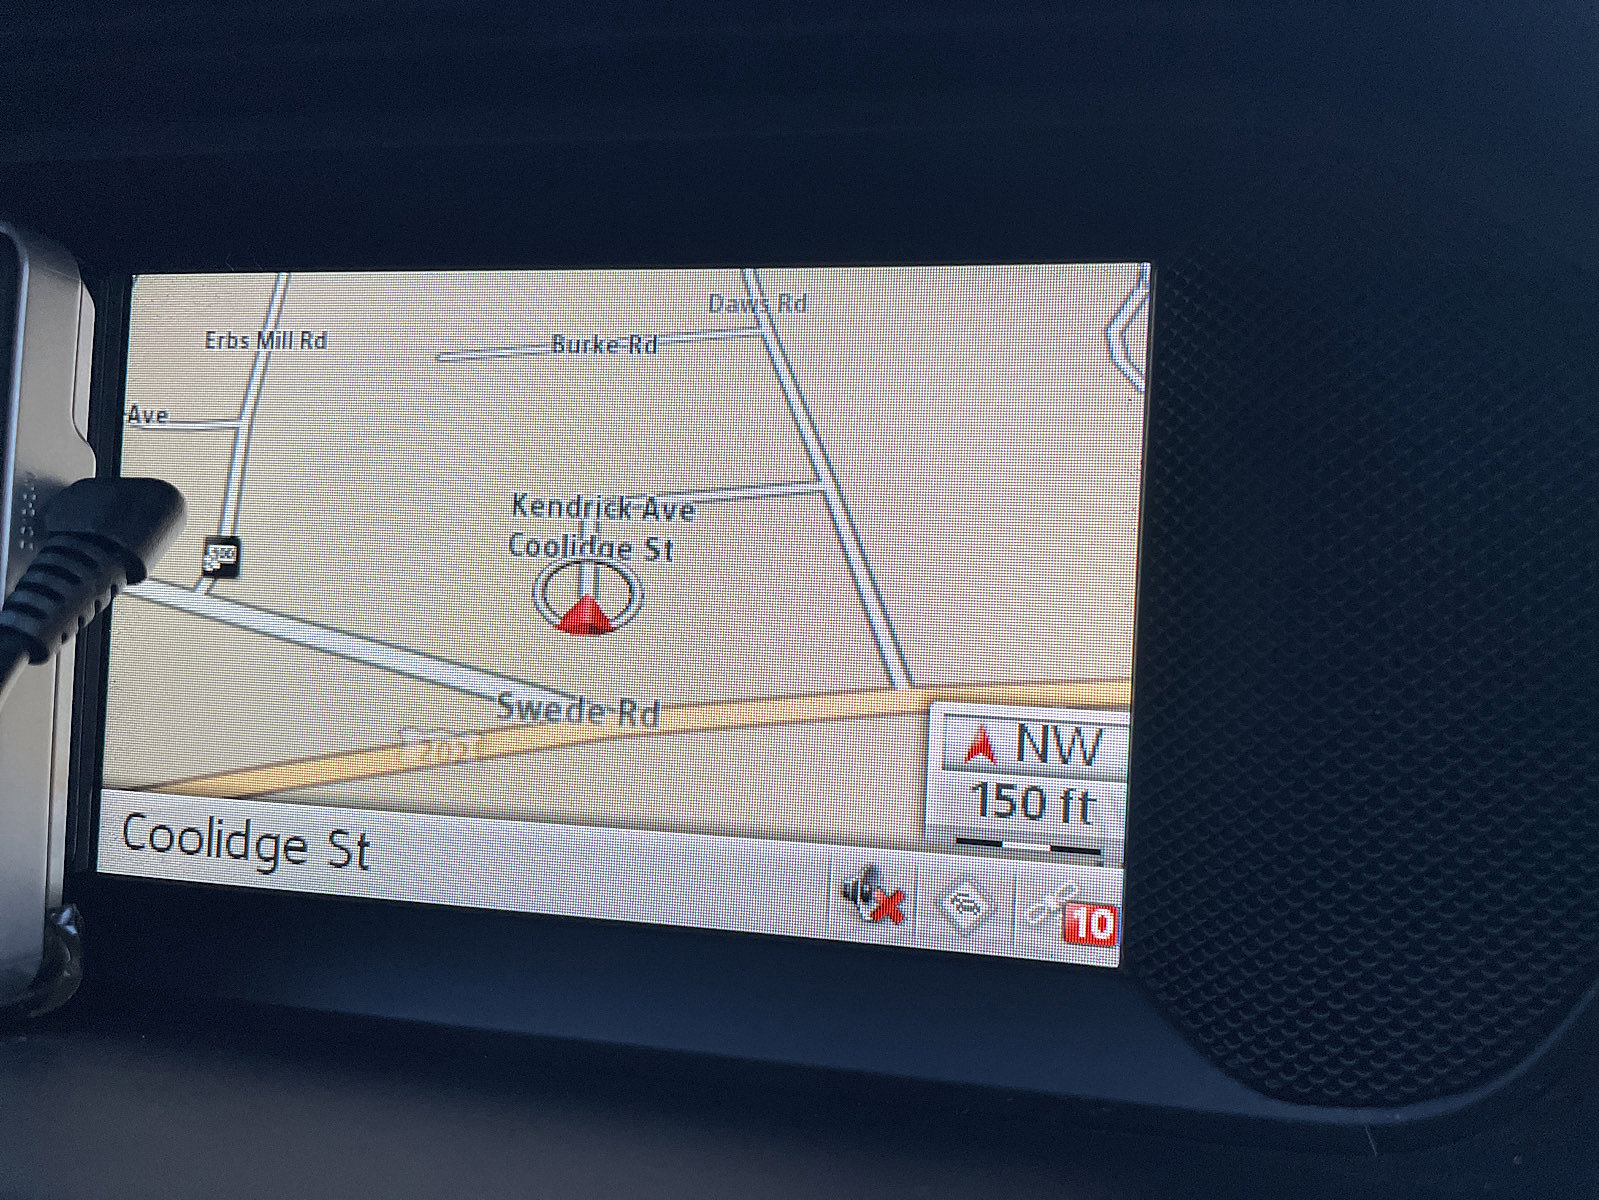 Daws Rd
Erbs Mill Rd
Burke Rd
Ave
Kendrick Ave
Coolidge St
Swede Rd
NW
150 ft
Coolidge St
10